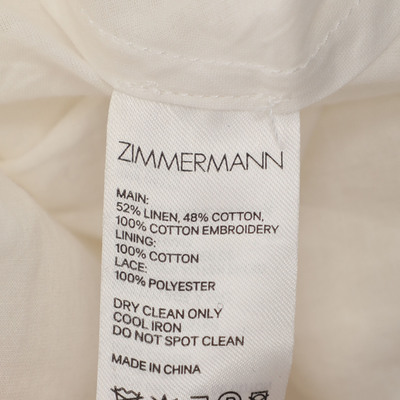 ZIMMERMANN
MAIN:
52% LINEN, 48% COTTON,
100% COTTON EMBROIDERY
LINING:
100% COTTON
LACE:
100% POLYESTER
DRY CLEAN ONLY
COOL IRON
DO NOT SPOT CLEAN
MADE IN CHINA